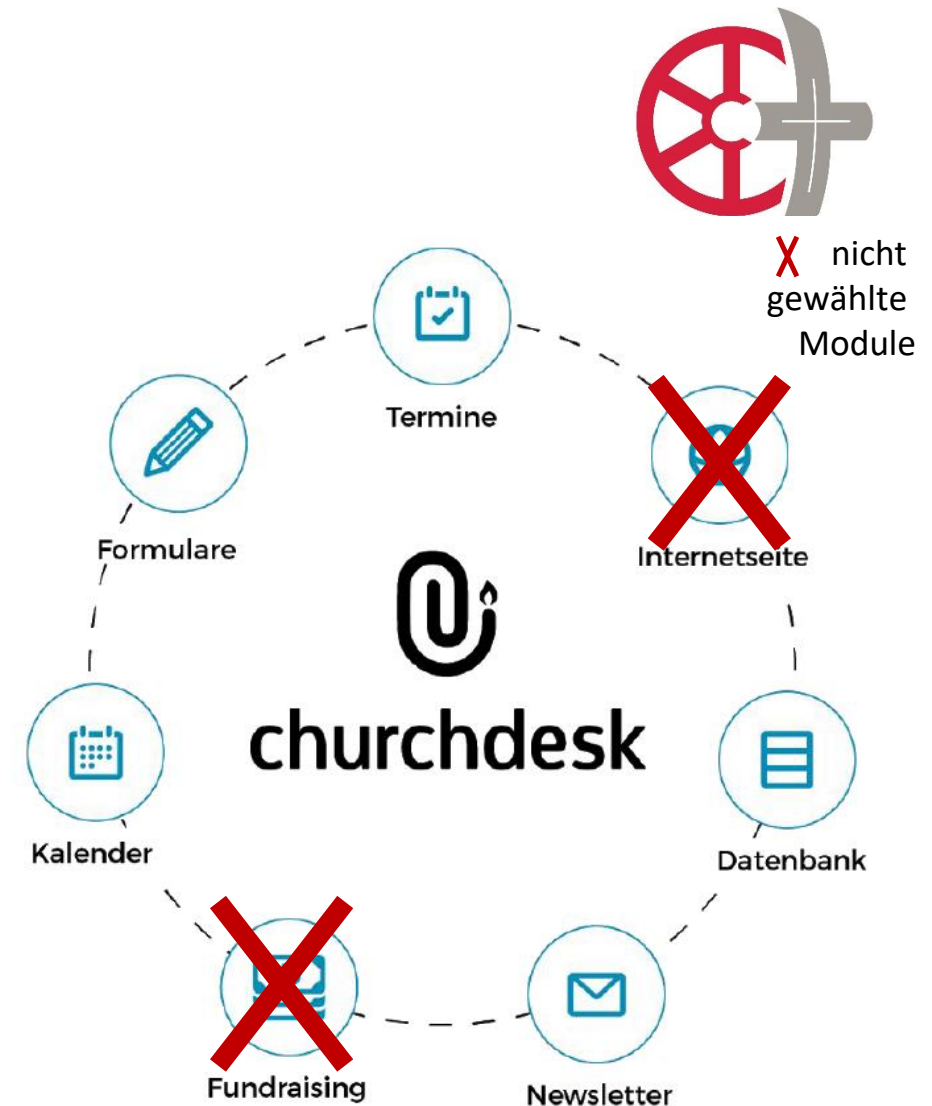 X nicht
gewählte
Module
Termine
Internetseite
Formulare
churchdesk
Kalender
Datenbank
Fundraising
Newsletter